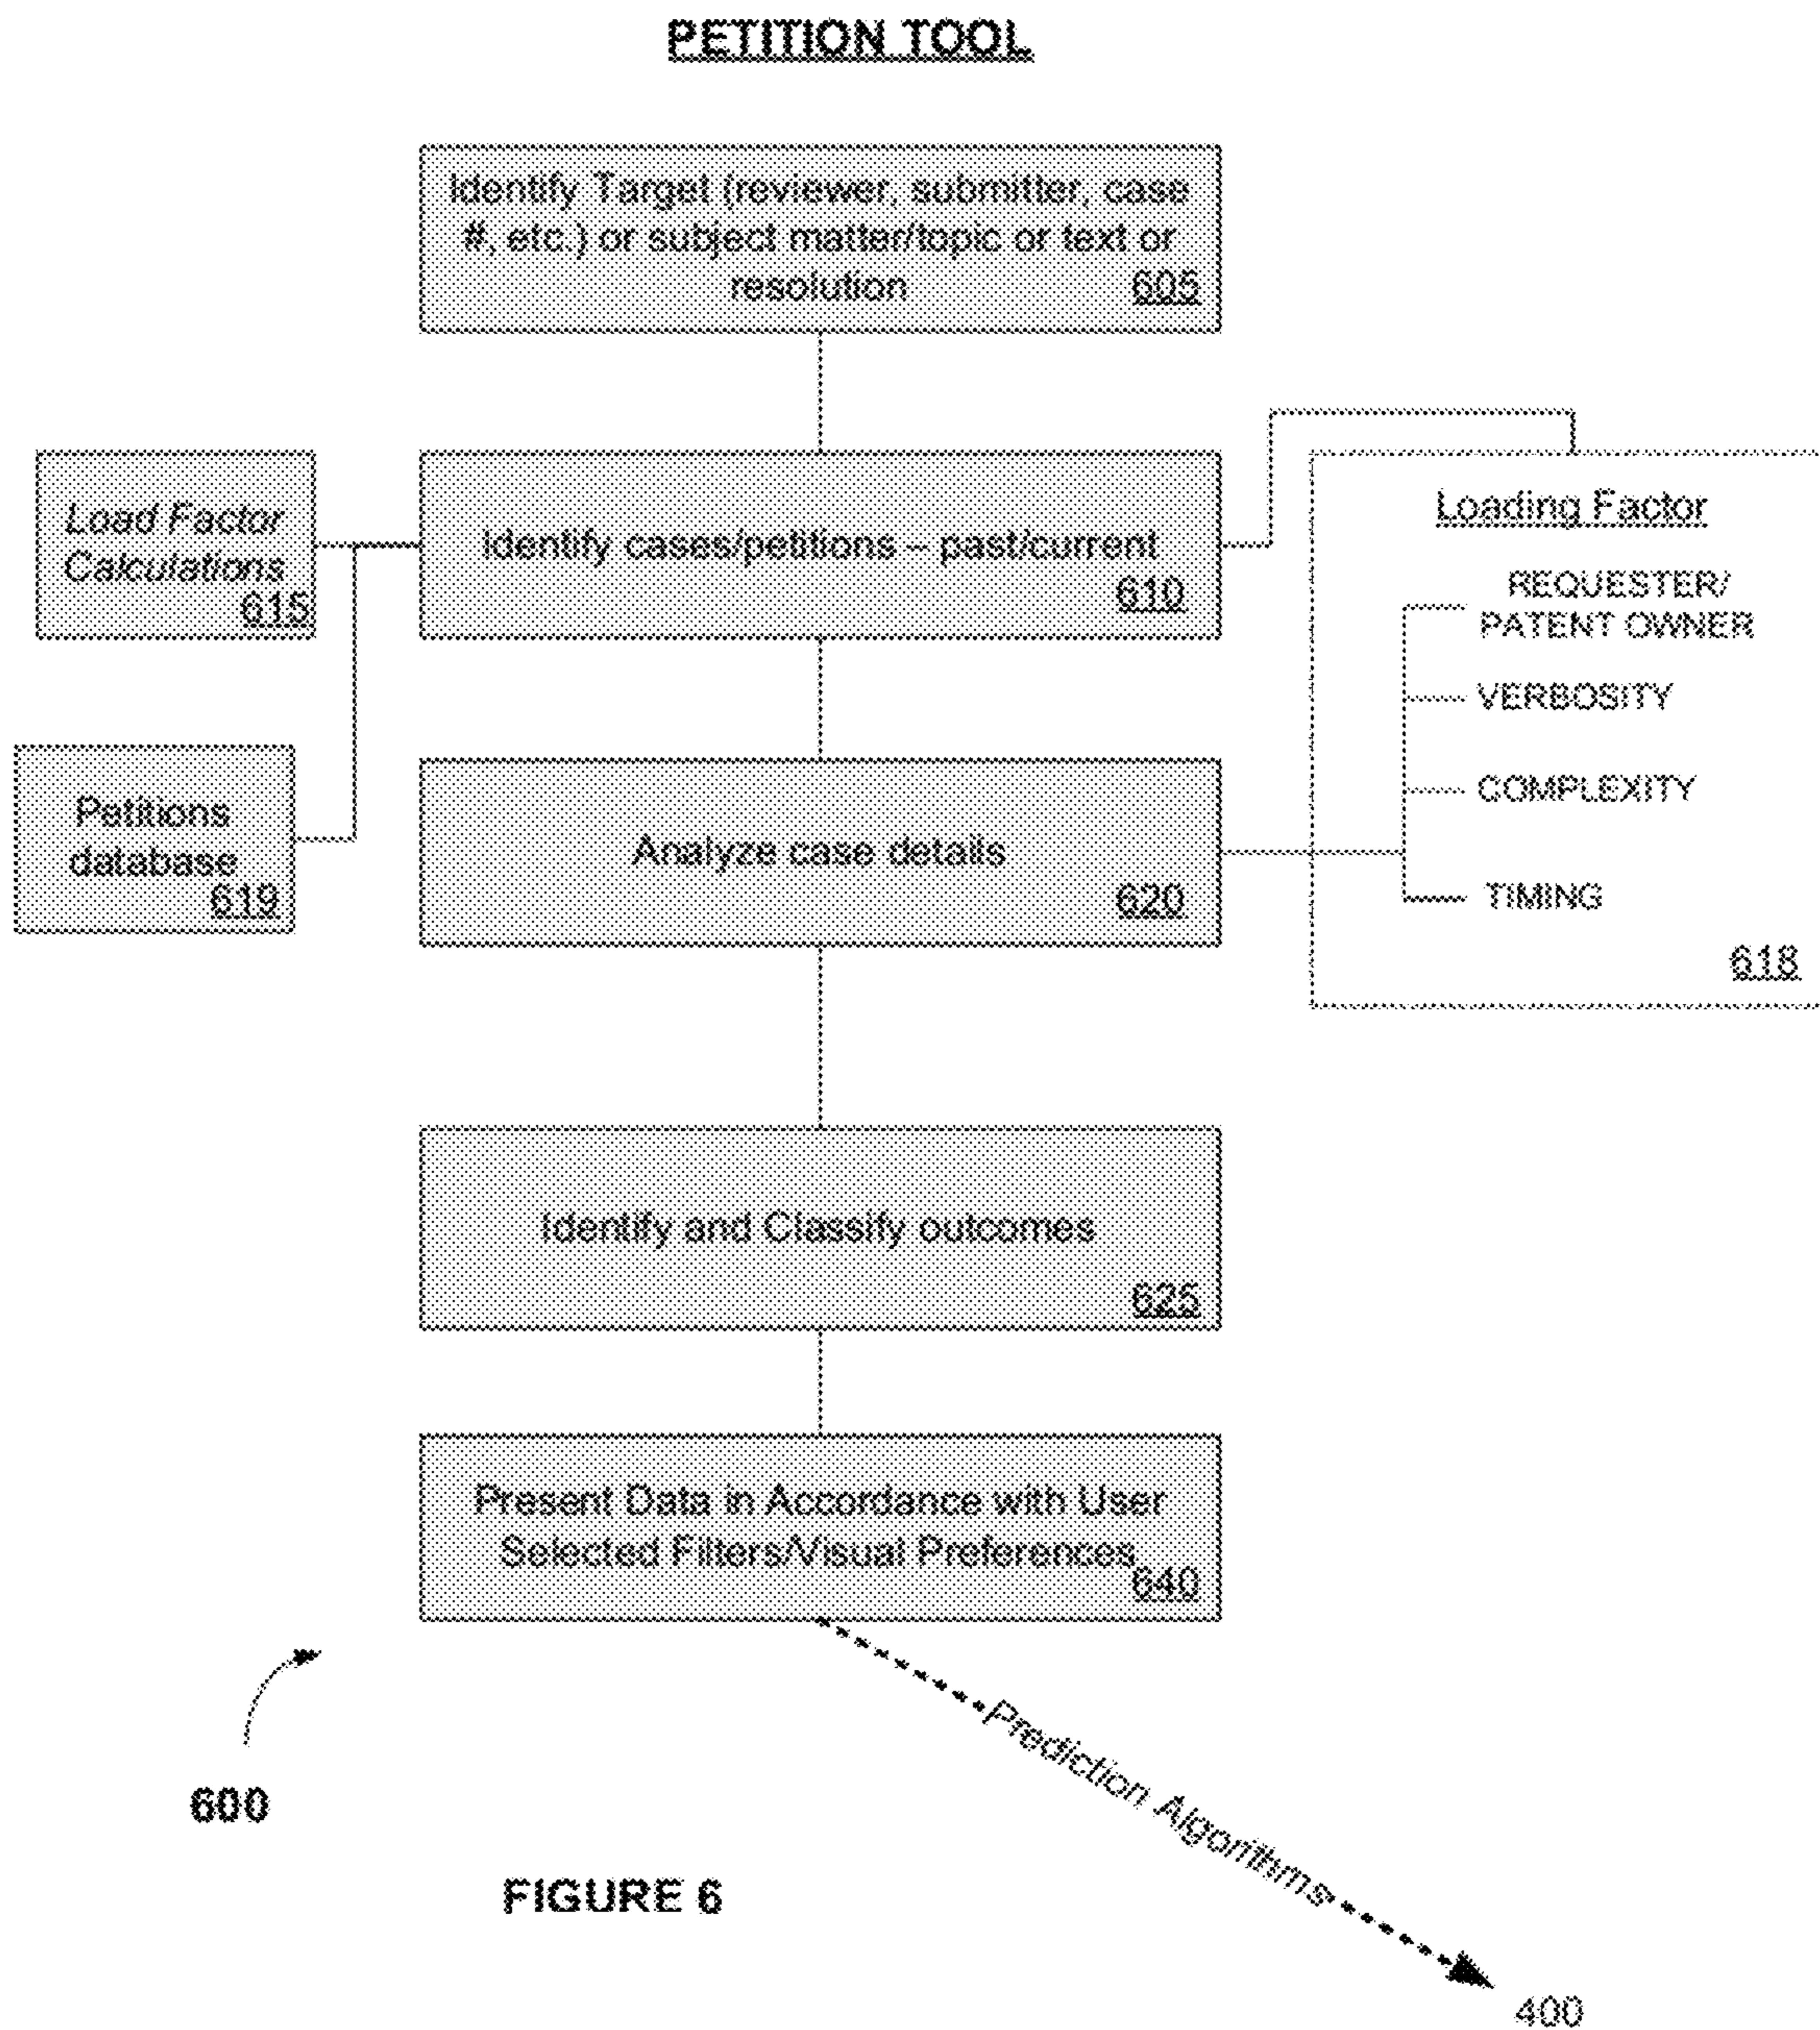 PETITION TOOL
Identify Target (reviewer, submitter, case
#, etc.) or subject matter/topic or text or
resolution
605
Load Factor
Calculations
615
Identify cases/petitions – past/current
610
Loading Factor
REQUESTER/
PATENT OWNER
VERBOSITY
COMPLEXITY
TIMING
618
Petitions
database
619
Analyze case details
620
Identify and Classify outcomes
625
Present Data in Accordance with User
Selected Filters/Visual Preferences
640
Prediction Algorithms
600
FIGURE 6
400